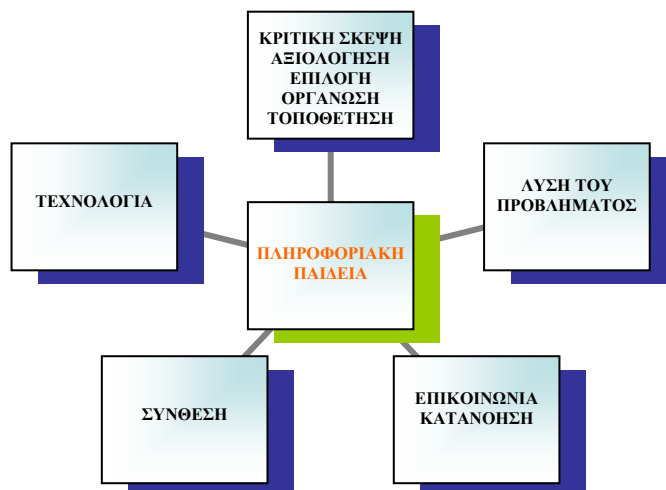 ΚΡΙΤΙΚΗ ΣΚΕΨΗ
ΑΞΙΟΛΟΓΗΣΗ
ΕΠΙΛΟΓΗ
ΟΡΓΑΝΩΣΗ
ΤΟΠΟΘΕΤΗΣΗ
ΤΕΧΝΟΛΟΓΙΑ
ΛΥΣΗ ΤΟΥ
ΠΡΟΒΛΗΜΑΤΟΣ
ΠΛΗΡΟΦΟΡΙΑΚΗ
ΠΑΙΔΕΙΑ
ΣΥΝΘΕΣΗ
ΕΠΙΚΟΙΝΩΝΙΑ
ΚΑΤΑΝΟΗΣΗ